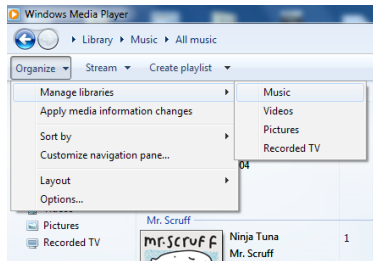 Windows Media Player
Library Music All music
Organize Stream Create playlist
Manage libraries
Apply media information changes
Sort by
Customize navigation pane...
Layout
Options...
Music
Videos
Pictures
Recorded TV
04
Pictures
Recorded TV
Mr. Scruff
mr.scruff
Ninja Tuna
Mr. Scruff
1